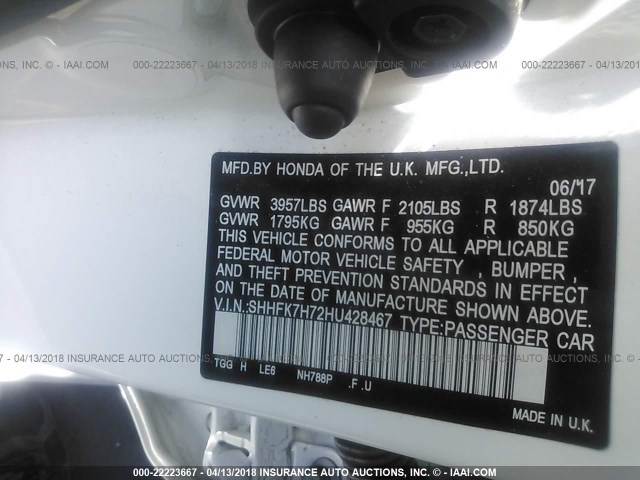 INC. - IAAI.COM 000-22223667 - 04/13/2018 INSURANCE AUTO AUCTIONS, INC. - IAAI.COM 000-22223667 - 04/13/2018
MFD.BY HONDA OF THE U.K. MFG.,LTD.
06/17
GVWR 3957LBS GAWR F 2105LBS R 1874LBS
GVWR 1795KG GAWR F 955KG R 850KG
THIS VEHICLE CONFORMS TO ALL APPLICABLE
FEDERAL MOTOR VEHICLE SAFETY , BUMPER ,
AND THEFT PREVENTION STANDARDS IN EFFECT
ON THE DATE OF MANUFACTURE SHOWN ABOVE.
V.I.N.:SHHFK7H72HU428467 TYPE:PASSENGER CAR
TGG H LE6 NH788P .F .U
MADE IN U.K.
000-22223667 - 04/13/2018 INSURANCE AUTO AUCTIONS, INC. - IAAI.COM